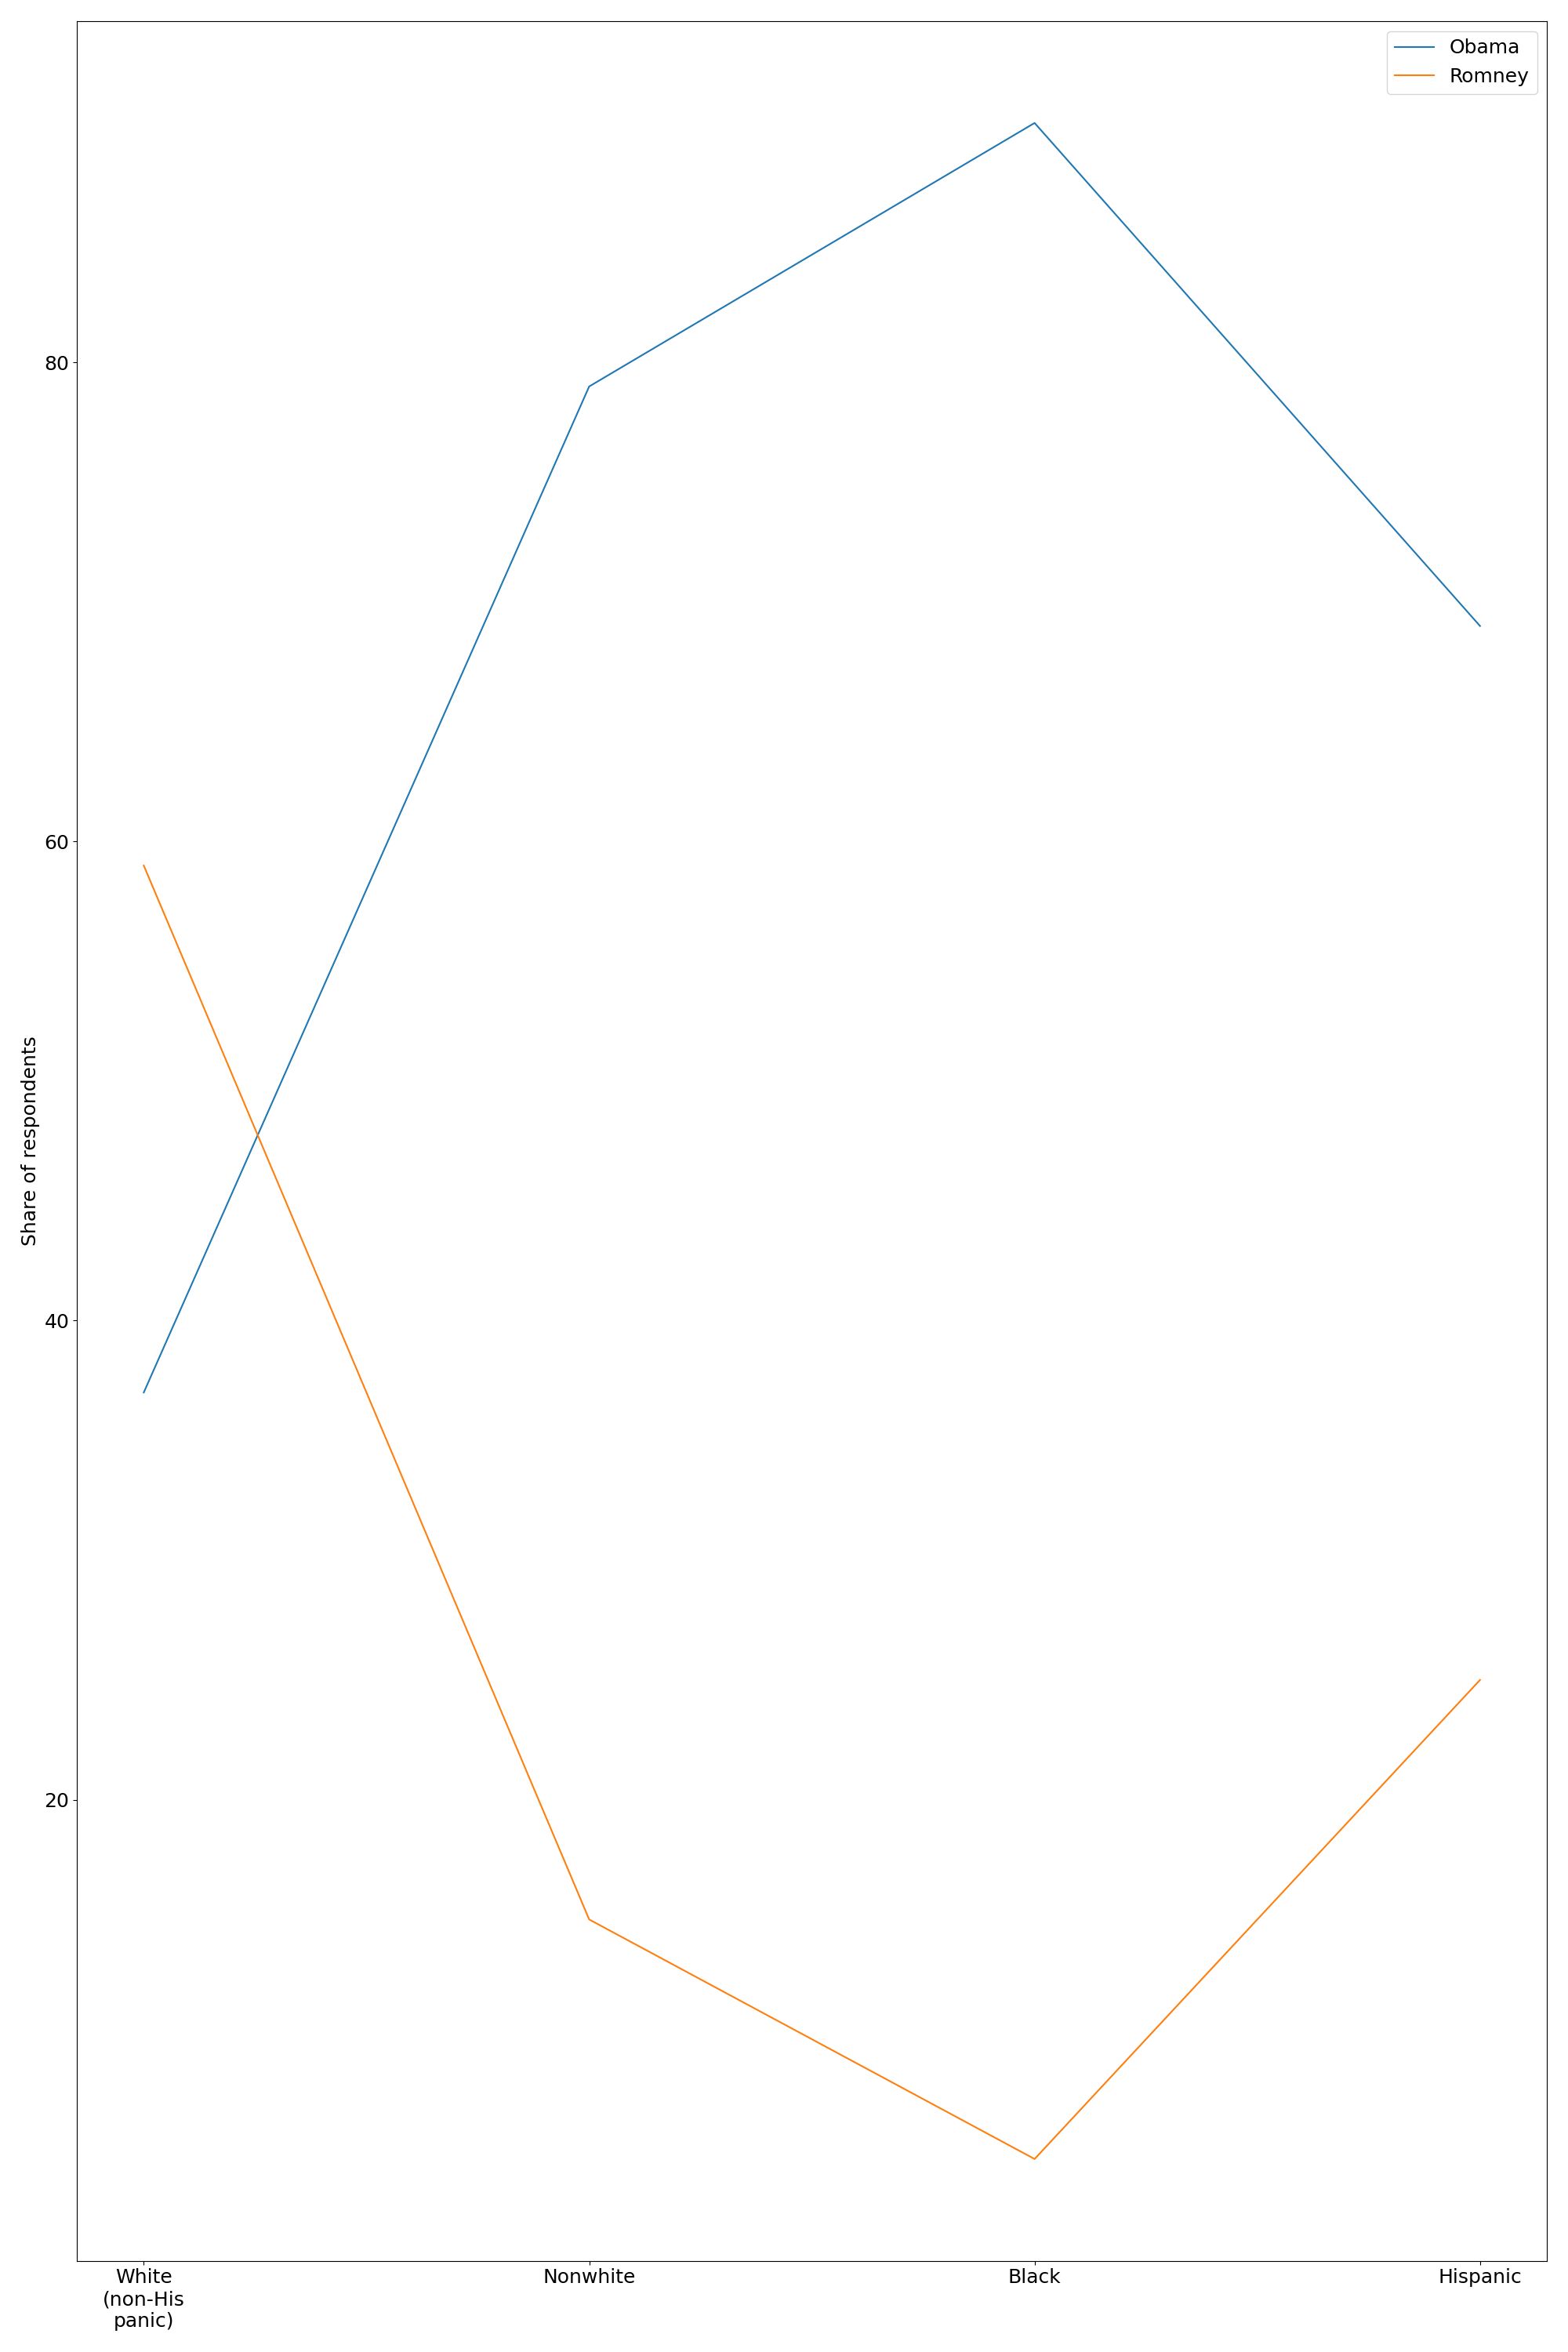 Obama
Romney
80
60
40
20
Share of respondents
White
(non-His
panic)
Nonwhite
Black
Hispanic